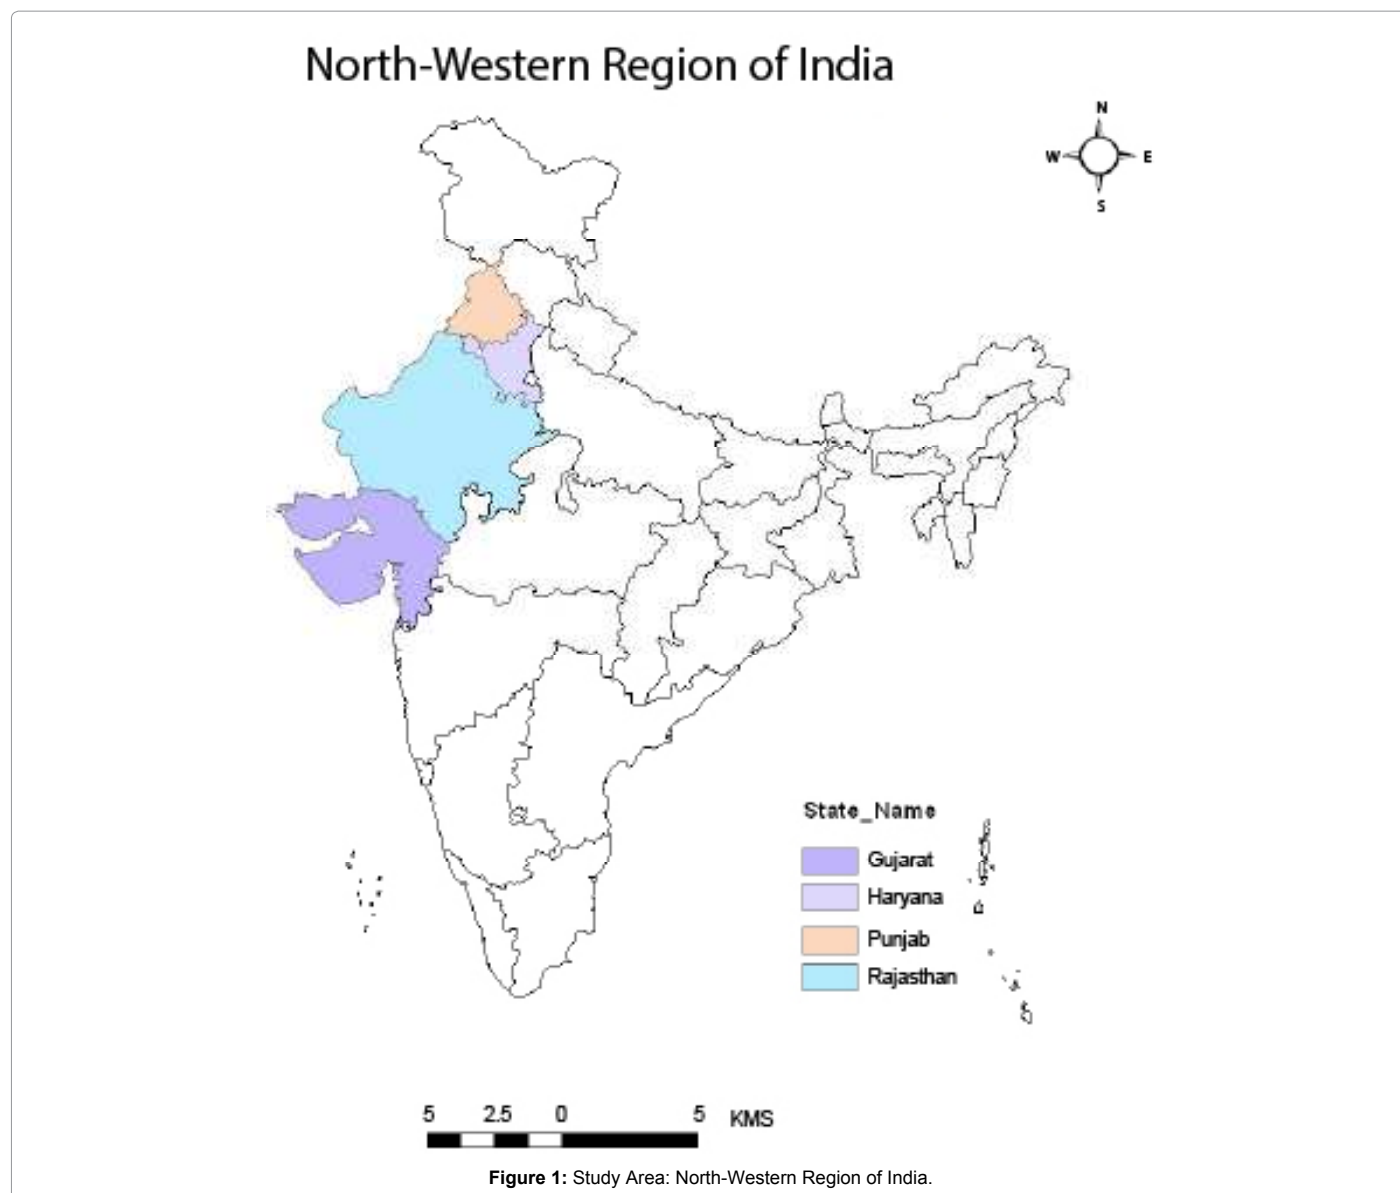 North-Western Region of India
N
W E
S
State_Name
Gujarat
Haryana
Punjab
Rajasthan
5 2.5 0 5 KMS
Figure 1: Study Area: North-Western Region of India.